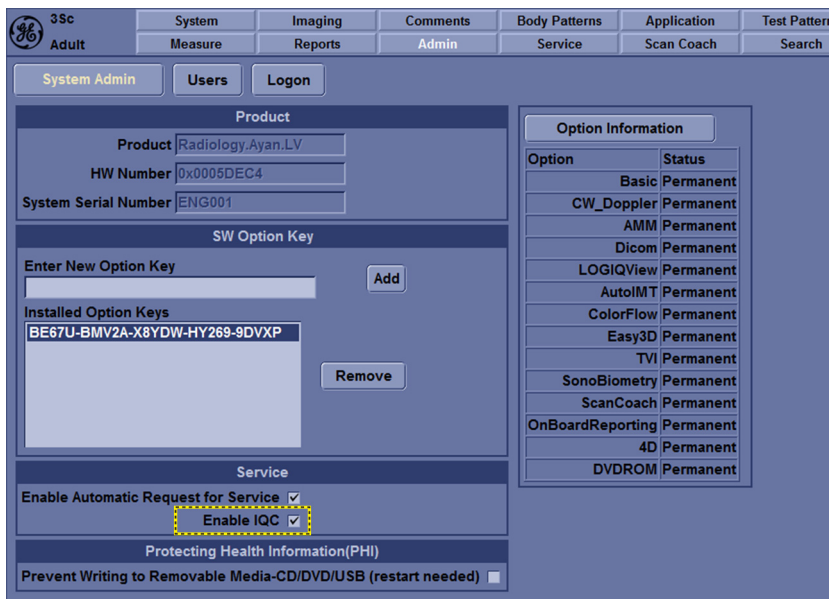 3Sc
Adult
System Imaging Comments Body Patterns Application Test Pattern
Measure Reports Admin Service Scan Coach Search
System Admin Users Logon
Product
Product Radiology.Ayan.LV
HW Number 0x0005DEC4
System Serial Number ENG001
SW Option Key
Enter New Option Key
Add
Installed Option Keys
BE67U-BMV2A-X8YDW-HY269-9DVXP
Remove
Service
Enable Automatic Request for Service
Enable IQC
Protecting Health Information(PHI)
Prevent Writing to Removable Media-CD/DVD/USB (restart needed)
Option Information
Option Status
Basic Permanent
CW_Doppler Permanent
AMM Permanent
Dicom Permanent
LOGIQView Permanent
AutoIMT Permanent
ColorFlow Permanent
Easy3D Permanent
TVI Permanent
SonoBiometry Permanent
ScanCoach Permanent
OnBoardReporting Permanent
4D Permanent
DVDROM Permanent